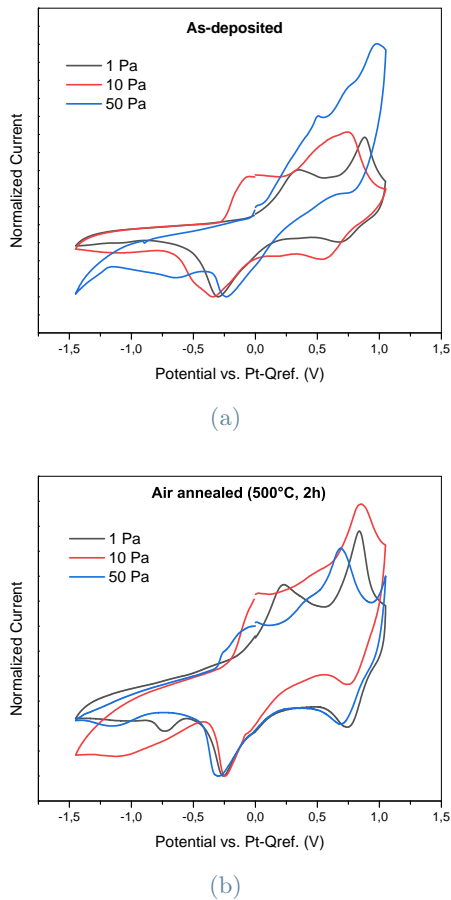 As-deposited
1 Pa
10 Pa
50 Pa
Normalized Current
-1,5 -1,0 -0,5 0,0 0,5 1,0 1,5
Potential vs. Pt-Qref. (V)
(a)
Air annealed (500°C, 2h)
1 Pa
10 Pa
50 Pa
Normalized Current
-1,5 -1,0 -0,5 0,0 0,5 1,0 1,5
Potential vs. Pt-Qref. (V)
(b)